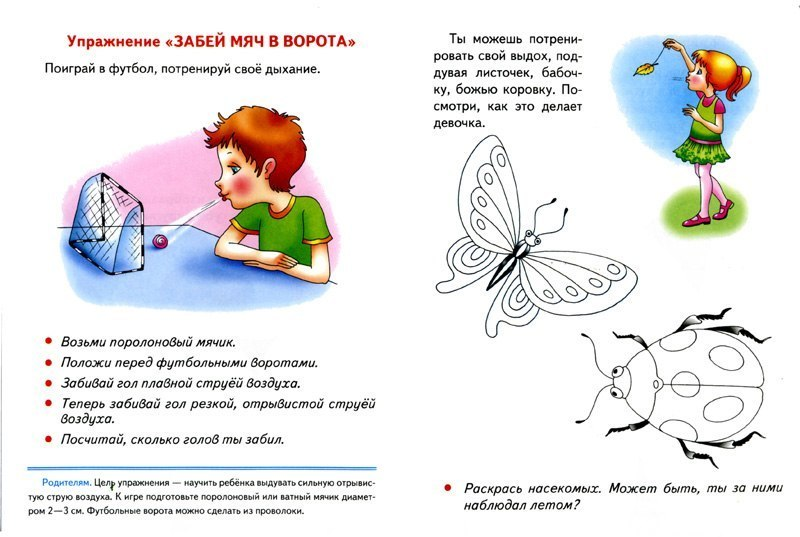 Упражнение «ЗАБЕЙ МЯЧ В ВОРОТА»
Поиграй в футбол, потренируй своё дыхание.
• Возьми поролоновый мячик.
• Положи перед футбольными воротами.
• Забивай гол плавной струёй воздуха.
• Теперь забивай гол резкой, отрывистой струёй
воздуха.
• Посчитай, сколько голов ты забил.
Родителям. Цель упражнения — научить ребёнка выдувать сильную отрывис-
тую струю воздуха. К игре подготовьте поролоновый или ватный мячик диамет-
ром 2—3 см. Футбольные ворота можно сделать из проволоки.
Ты можешь потрени-
ровать свой выдох, под-
дувая листочек, бабоч-
ку, божью коровку. По-
смотри, как это делает
девочка.
• Раскрась насекомых. Может быть, ты за ними
наблюдал летом?